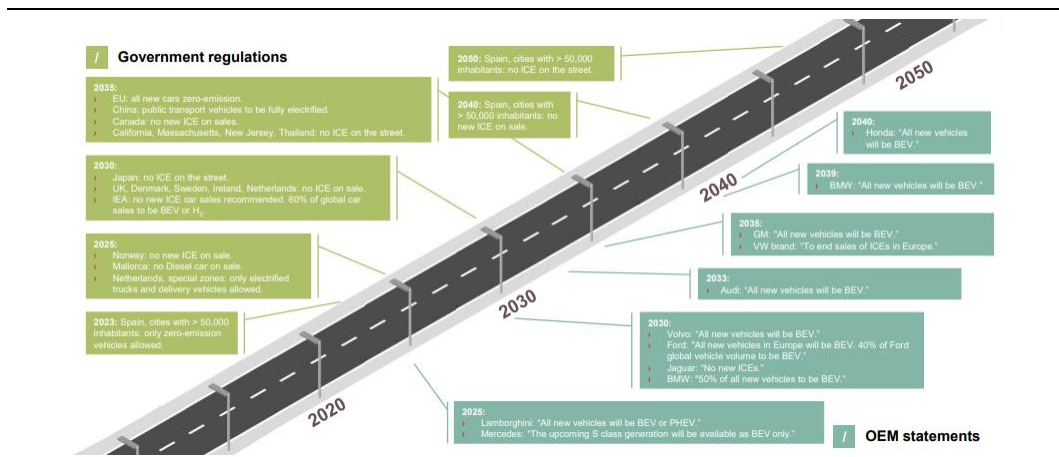 / Government regulations
2035:
› EU: all new cars zero-emission.
› China: public transport vehicles to be fully electrified.
› Canada: no new ICE on sales.
› California, Massachusetts, New Jersey, Thailand: no ICE on the street.
2030:
› Japan: no ICE on the street.
› UK, Denmark, Sweden, Ireland, Netherlands: no ICE on sale.
› IEA: no new ICE car sales recommended. 60% of global car
sales to be BEV or H₂.
2025:
› Norway: no new ICE on sale.
› Mallorca: no Diesel car on sale.
› Netherlands, special zones: only electrified
trucks and delivery vehicles allowed.
2023: Spain, cities with > 50,000
inhabitants: only zero-emission
vehicles allowed.
2050: Spain, cities with > 50,000
inhabitants: no ICE on the street.
2040: Spain, cities with
> 50,000 inhabitants: no
new ICE on sale.
2050
2040
2030
2020
2040:
› Honda: “All new vehicles
will be BEV.”
2039:
› BMW: “All new vehicles will be BEV.”
2035:
› GM: “All new vehicles will be BEV.”
› VW brand: “To end sales of ICEs in Europe.”
2033:
› Audi: “All new vehicles will be BEV.”
2030:
› Volvo: “All new vehicles will be BEV.”
› Ford: “All new vehicles in Europe will be BEV. 40% of Ford
global vehicle volume to be BEV.”
› Jaguar: “No new ICEs.”
› BMW: “50% of all new vehicles to be BEV.”
2025:
› Lamborghini: “All new vehicles will be BEV or PHEV.”
› Mercedes: “The upcoming S class generation will be available as BEV only.”
/ OEM statements